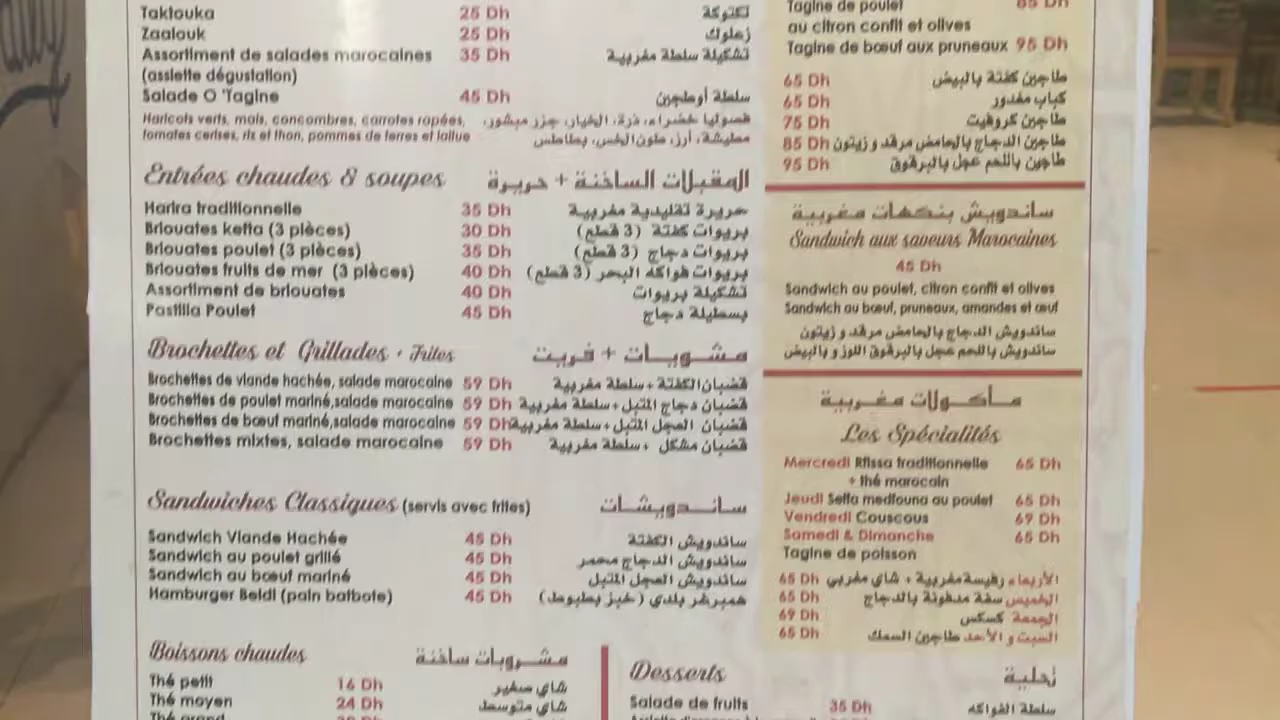 Taktouka 25 Dh تكتوكة
Zaalouk 25 Dh زعلوك
Assortiment de salades marocaines 35 Dh تشكيلة سلطة مغربية
(assiette dégustation)
Salade O 'Tagine 45 Dh سلطة أوطجين
Haricots verts, maïs, concombres, carrotes rapées, فصوليا خضراء، ذرة، الخيار، جزر مبشور،
tomates cerises, ris et thon, pommes de terres et laitue مطيشة، أرز، طون الخس، بطاطس
Entrées chaudes & soupes المقبلات الساخنة + حريرة
Harira traditionnelle 35 Dh حريرة تقليدية مغربية
Briouates kefta (3 pièces) 30 Dh بريوات كفتة (3 قطع)
Briouates poulet (3 pièces) 35 Dh بريوات دجاج (3 قطع)
Briouates fruits de mer (3 pièces) 40 Dh بريوات فواكه البحر (3 قطع)
Assortiment de briouates 40 Dh تشكيلة بريوات
Pastilla Poulet 45 Dh بسطيلة دجاج
Brochettes et Grillades + Frites مشويات + فريت
Brochettes de viande hachée, salade marocaine 59 Dh قضبان الكفتة + سلطة مغربية
Brochettes de poulet mariné,salade marocaine 59 Dh قضبان دجاج المتبل + سلطة مغربية
Brochettes de bœuf mariné,salade marocaine 59 Dh قضبان العجل المتبل + سلطة مغربية
Brochettes mixtes, salade marocaine 59 Dh قضبان مشكل + سلطة مغربية
Sandwiches Classiques (servis avec frites) ساندويشات
Sandwich Viande Hachée 45 Dh ساندويش الكفتة
Sandwich au poulet grillé 45 Dh ساندويش الدجاج محمر
Sandwich au bœuf mariné 45 Dh ساندويش العجل المتبل
Hamburger Beldi (pain batbote) 45 Dh همبرغر بلدي (خبز بطبوط)
Boissons chaudes مشروبات ساخنة
Thé petit 16 Dh شاي صغير
Thé moyen 24 Dh شاي متوسط
Thé grand
Tagine de poulet 85 Dh
au citron confit et olives
Tagine de bœuf aux pruneaux 95 Dh
65 Dh طاجين كفتة بالبيض
65 Dh كباب مغدور
75 Dh طاجين كروفيت
85 Dh طاجين الدجاج بالحامض مرقد و زيتون
95 Dh طاجين باللحم عجل بالبرقوق
ساندويش بنكهات مغربية
Sandwich aux saveurs Marocaines
45 Dh
Sandwich au poulet, citron confit et olives
Sandwich au bœuf, pruneaux, amandes et œuf
ساندويش الدجاج بالحامض مرقد و زيتون
ساندويش باللحم عجل بالبرقوق اللوز و بالبيض
مأكولات مغربية
Les Spécialités
Mercredi Rfissa traditionnelle 65 Dh
+ thé marocain
Jeudi Seffa medfouna au poulet 65 Dh
Vendredi Couscous 69 Dh
Samedi & Dimanche 65 Dh
Tagine de poisson
65 Dh الأربعاء رفيسة مغربية + شاي مغربي
65 Dh الخميس سفة مدفونة بالدجاج
69 Dh الجمعة كسكس
65 Dh السبت و الأحد طاجين السمك
Desserts تحلية
Salade de fruits 35 Dh سلطة الفواكه